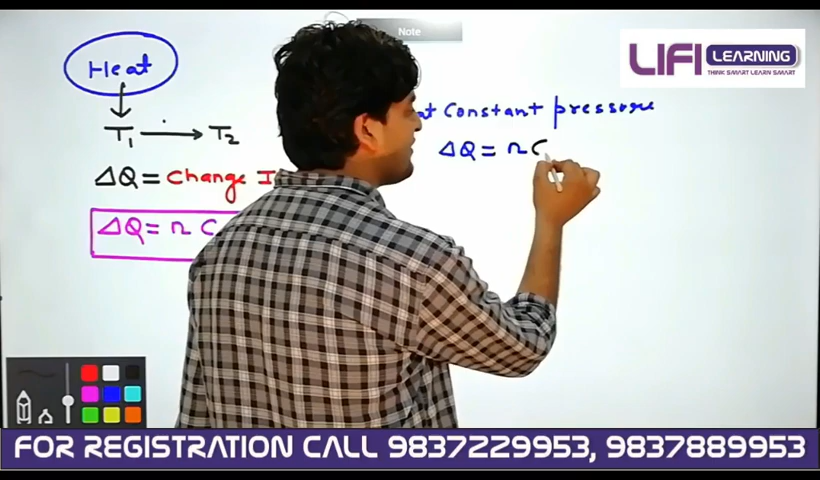 Note
LIFI LEARNING
THINK SMART LEARN SMART
Heat
T1 → T2
ΔQ = Change I
ΔQ = n C
at Constant pressure
ΔQ = n C
FOR REGISTRATION CALL 9837229953, 9837889953